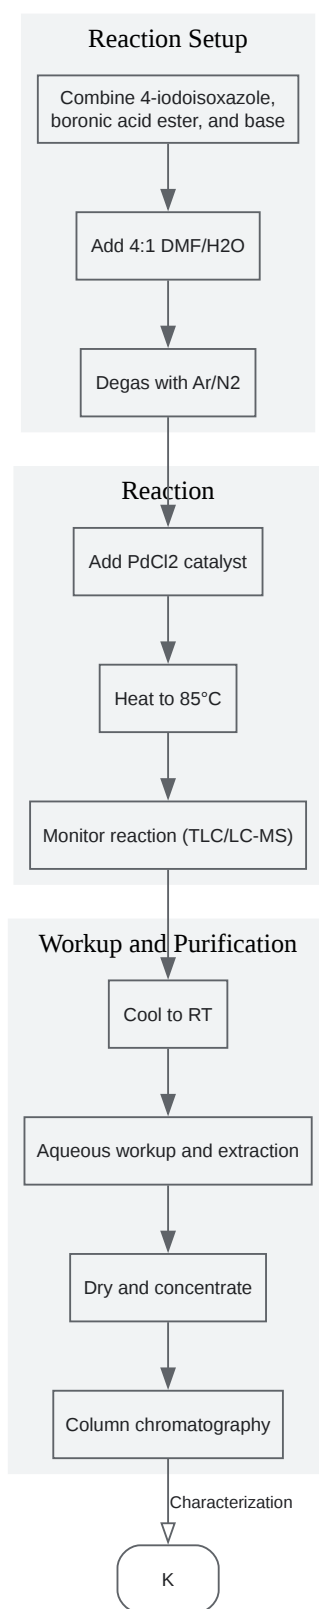 Reaction Setup
Combine 4-iodoisoxazole,
boronic acid ester, and base
Add 4:1 DMF/H2O
Degas with Ar/N2
Reaction
Add PdCl2 catalyst
Heat to 85°C
Monitor reaction (TLC/LC-MS)
Workup and Purification
Cool to RT
Aqueous workup and extraction
Dry and concentrate
Column chromatography
Characterization
K